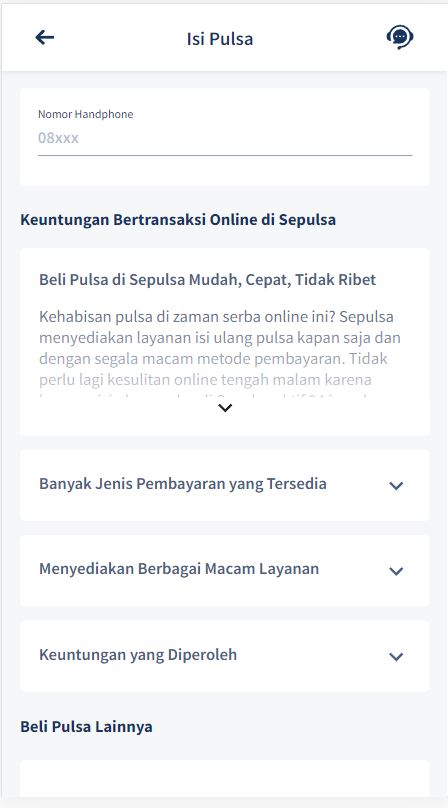 Isi Pulsa
Nomor Handphone
08xxx
Keuntungan Bertransaksi Online di Sepulsa
Beli Pulsa di Sepulsa Mudah, Cepat, Tidak Ribet
Kehabisan pulsa di zaman serba online ini? Sepulsa
menyediakan layanan isi ulang pulsa kapan saja dan
dengan segala macam metode pembayaran. Tidak
perlu lagi kesulitan online tengah malam karena
Banyak Jenis Pembayaran yang Tersedia
Menyediakan Berbagai Macam Layanan
Keuntungan yang Diperoleh
Beli Pulsa Lainnya